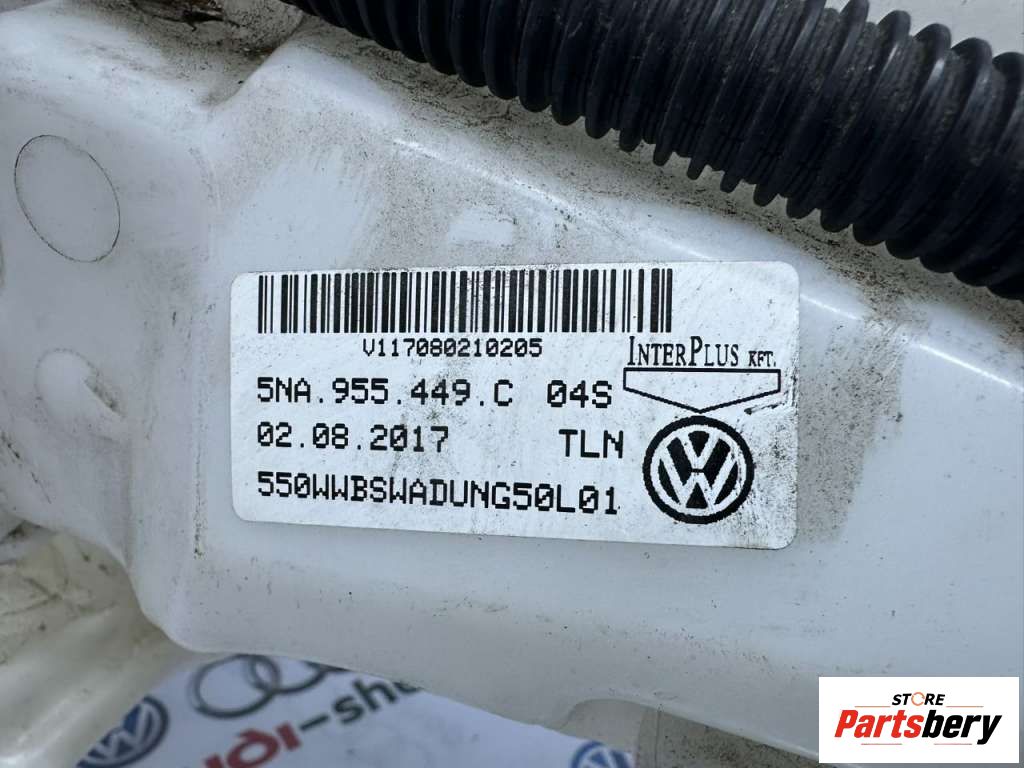 V117080210205
INTERPLUS KFT.
5NA.955.449.C 04S
02.08.2017 TLN
550WWBSWADUNG50L01
STORE
Partsbery